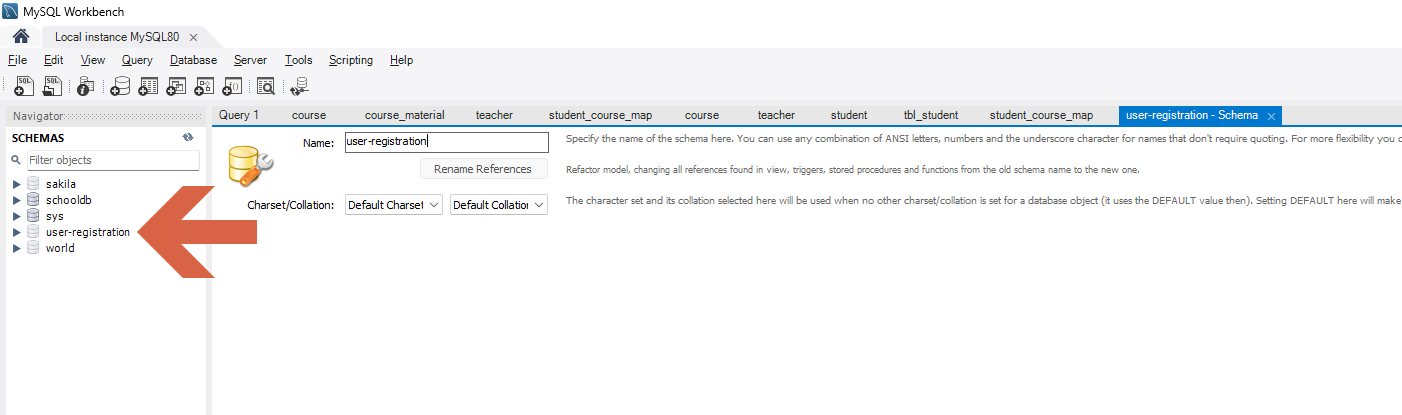 MySQL Workbench
Local instance MySQL80
File Edit View Query Database Server Tools Scripting Help
SQL SQL
Navigator
SCHEMAS
Filter objects
sakila
schooldb
sys
user-registration
world
Query 1 course course_material teacher student_course_map course teacher student tbl_student student_course_map user-registration - Schema
Name: user-registration
Specify the name of the schema here. You can use any combination of ANSI letters, numbers and the underscore character for names that don't require quoting. For more flexibility you c
Rename References
Refactor model, changing all references found in view, triggers, stored procedures and functions from the old schema name to the new one.
Charset/Collation: Default Charset Default Collation
The character set and its collation selected here will be used when no other charset/collation is set for a database object (it uses the DEFAULT value then). Setting DEFAULT here will make